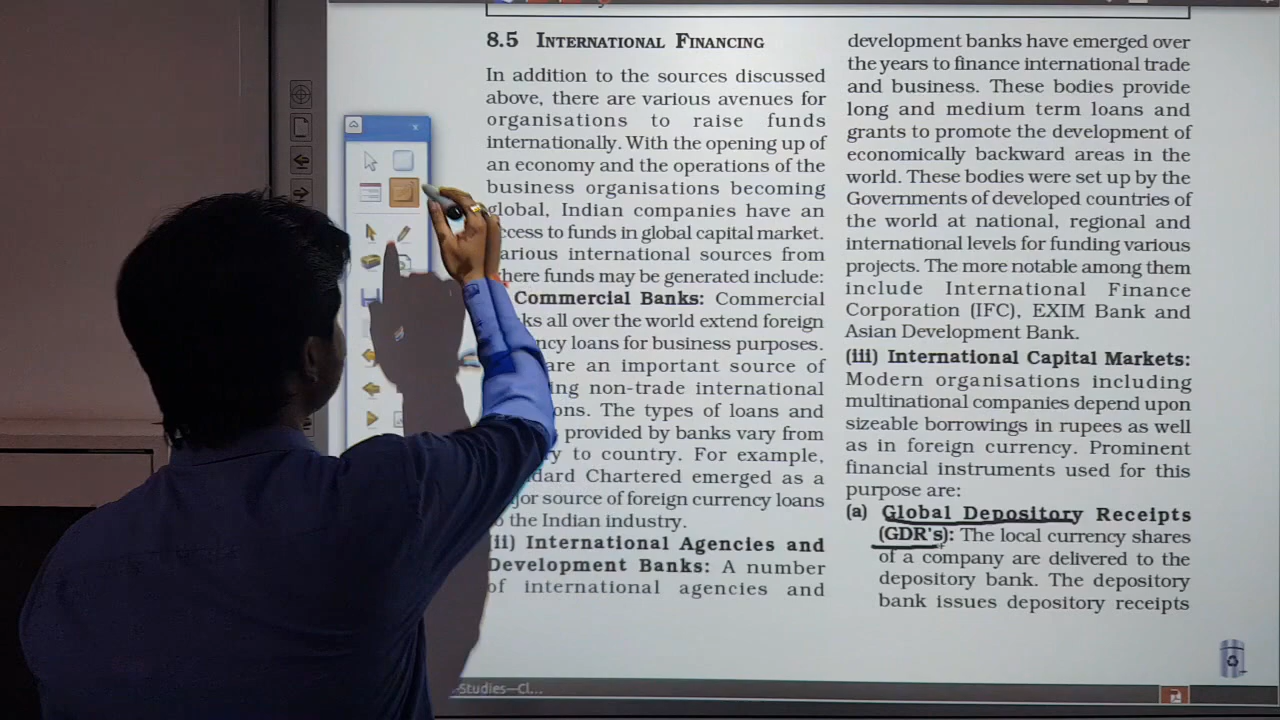 8.5 INTERNATIONAL FINANCING
In addition to the sources discussed
above, there are various avenues for
organisations to raise funds
internationally. With the opening up of
an economy and the operations of the
business organisations becoming
global, Indian companies have an
ccess to funds in global capital market.
arious international sources from
here funds may be generated include:
Commercial Banks: Commercial
ks all over the world extend foreign
ncy loans for business purposes.
are an important source of
ing non-trade international
ons. The types of loans and
provided by banks vary from
ry to country. For example,
dard Chartered emerged as a
jor source of foreign currency loans
o the Indian industry.
(ii) International Agencies and
Development Banks: A number
of international agencies and
development banks have emerged over
the years to finance international trade
and business. These bodies provide
long and medium term loans and
grants to promote the development of
economically backward areas in the
world. These bodies were set up by the
Governments of developed countries of
the world at national, regional and
international levels for funding various
projects. The more notable among them
include International Finance
Corporation (IFC), EXIM Bank and
Asian Development Bank.
(iii) International Capital Markets:
Modern organisations including
multinational companies depend upon
sizeable borrowings in rupees as well
as in foreign currency. Prominent
financial instruments used for this
purpose are:
(a) Global Depository Receipts
(GDR's): The local currency shares
of a company are delivered to the
depository bank. The depository
bank issues depository receipts
-Studies—Cl...